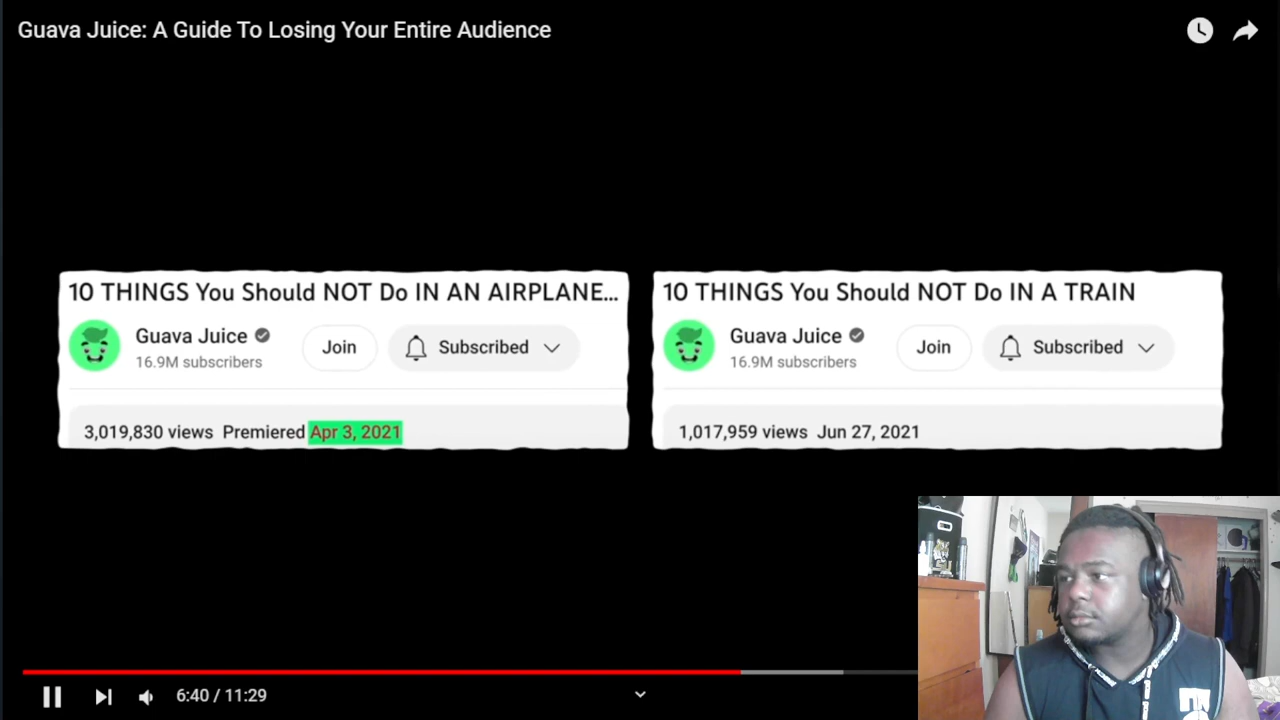 Guava Juice: A Guide To Losing Your Entire Audience
10 THINGS You Should NOT Do IN AN AIRPLANE...
Guava Juice
16.9M subscribers
Join
Subscribed
3,019,830 views Premiered Apr 3, 2021
10 THINGS You Should NOT Do IN A TRAIN
Guava Juice
16.9M subscribers
Join
Subscribed
1,017,959 views Jun 27, 2021
6:40 / 11:29